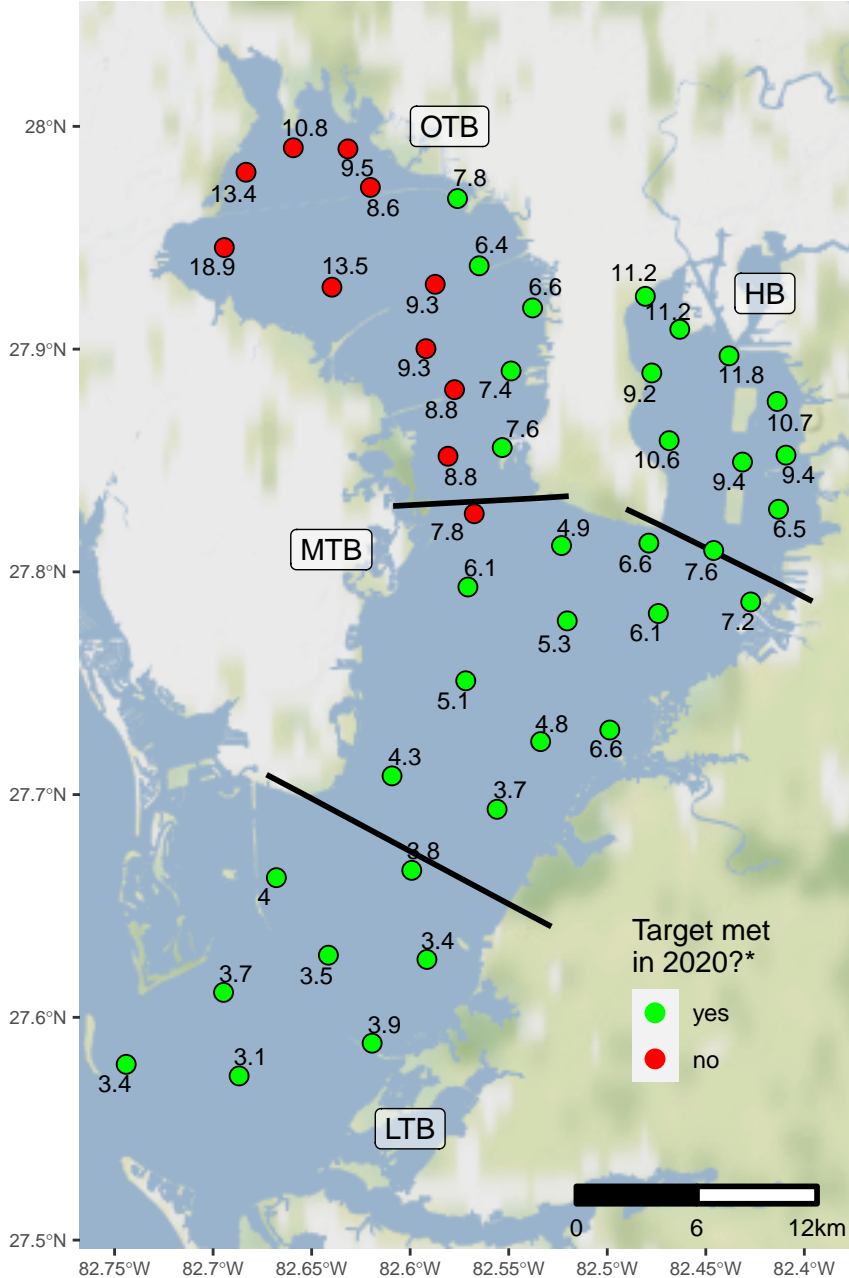 28°N
27.9°N
27.8°N
27.7°N
27.6°N
27.5°N
OTB
10.8
9.5
13.4
8.6
7.8
18.9
13.5
6.4
9.3
6.6
9.3
7.4
8.8
7.6
8.8
HB
11.2
11.2
11.8
9.2
10.7
10.6
9.4
9.4
6.5
MTB
7.8
4.9
6.6
7.6
6.1
7.2
5.3
6.1
5.1
4.8
6.6
4.3
3.7
3.8
4
3.5
3.4
3.7
3.9
3.4
3.1
LTB
Target met
in 2020?*
yes
no
0 6 12km
82.75°W 82.7°W 82.65°W 82.6°W 82.55°W 82.5°W 82.45°W 82.4°W